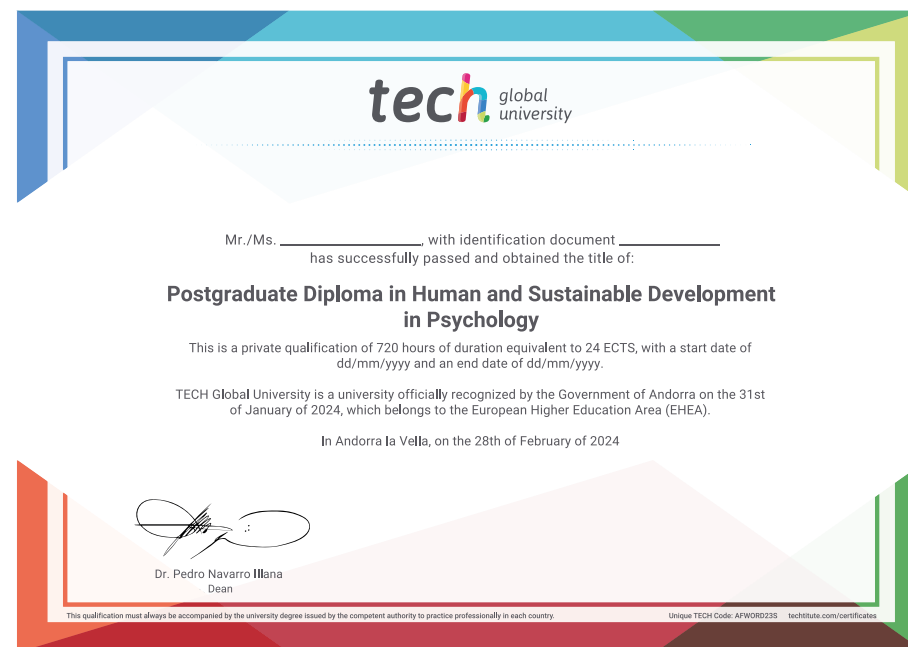 tech global university
Mr./Ms. ____________________, with identification document ______________
has successfully passed and obtained the title of:
Postgraduate Diploma in Human and Sustainable Development
in Psychology
This is a private qualification of 720 hours of duration equivalent to 24 ECTS, with a start date of
dd/mm/yyyy and an end date of dd/mm/yyyy.
TECH Global University is a university officially recognized by the Government of Andorra on the 31st
of January of 2024, which belongs to the European Higher Education Area (EHEA).
In Andorra la Vella, on the 28th of February of 2024
Dr. Pedro Navarro Illana
Dean
This qualification must always be accompanied by the university degree issued by the competent authority to practice professionally in each country. Unique TECH Code: AFWORD23S techtitute.com/certificates